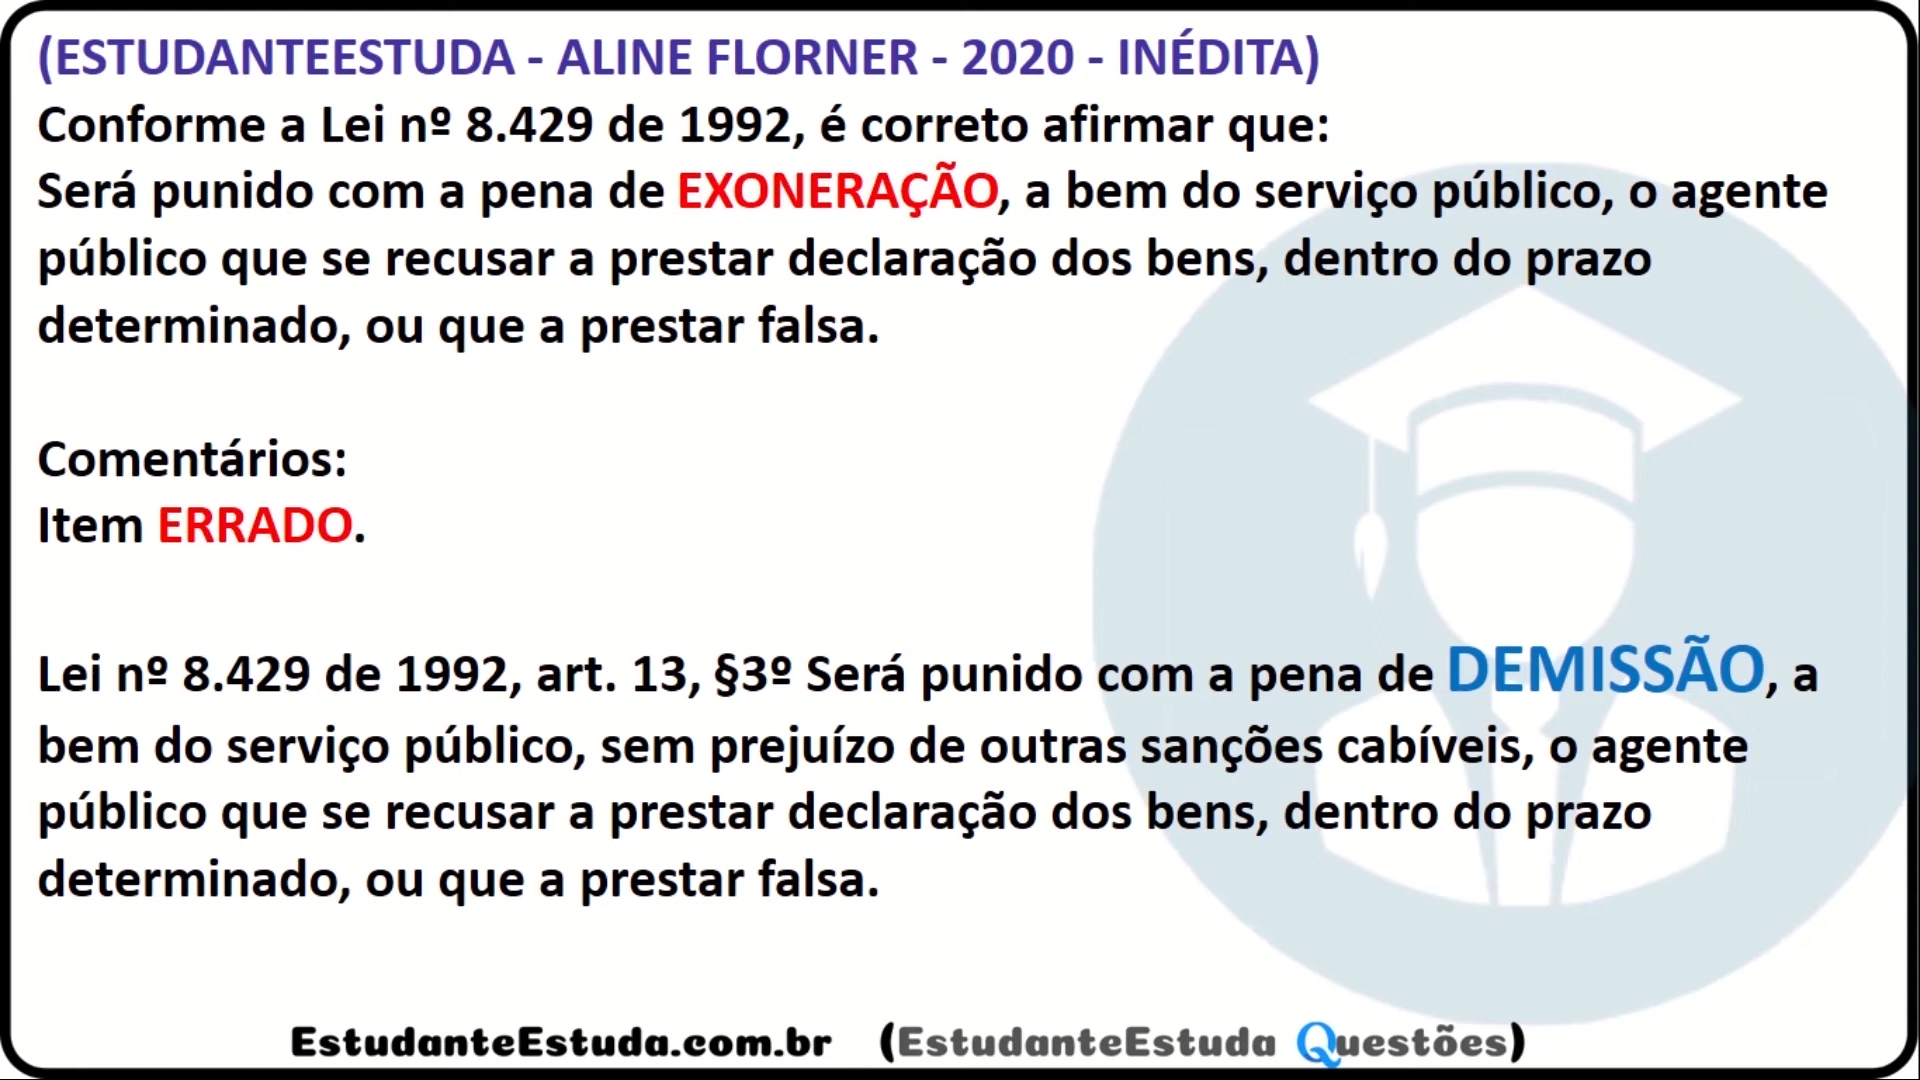 (ESTUDANTEESTUDA - ALINE FLORNER - 2020 - INÉDITA)
Conforme a Lei nº 8.429 de 1992, é correto afirmar que:
Será punido com a pena de EXONERAÇÃO, a bem do serviço público, o agente
público que se recusar a prestar declaração dos bens, dentro do prazo
determinado, ou que a prestar falsa.
Comentários:
Item ERRADO.
Lei nº 8.429 de 1992, art. 13, §3º Será punido com a pena de DEMISSÃO, a
bem do serviço público, sem prejuízo de outras sanções cabíveis, o agente
público que se recusar a prestar declaração dos bens, dentro do prazo
determinado, ou que a prestar falsa.
EstudanteEstuda.com.br (EstudanteEstuda Questões)